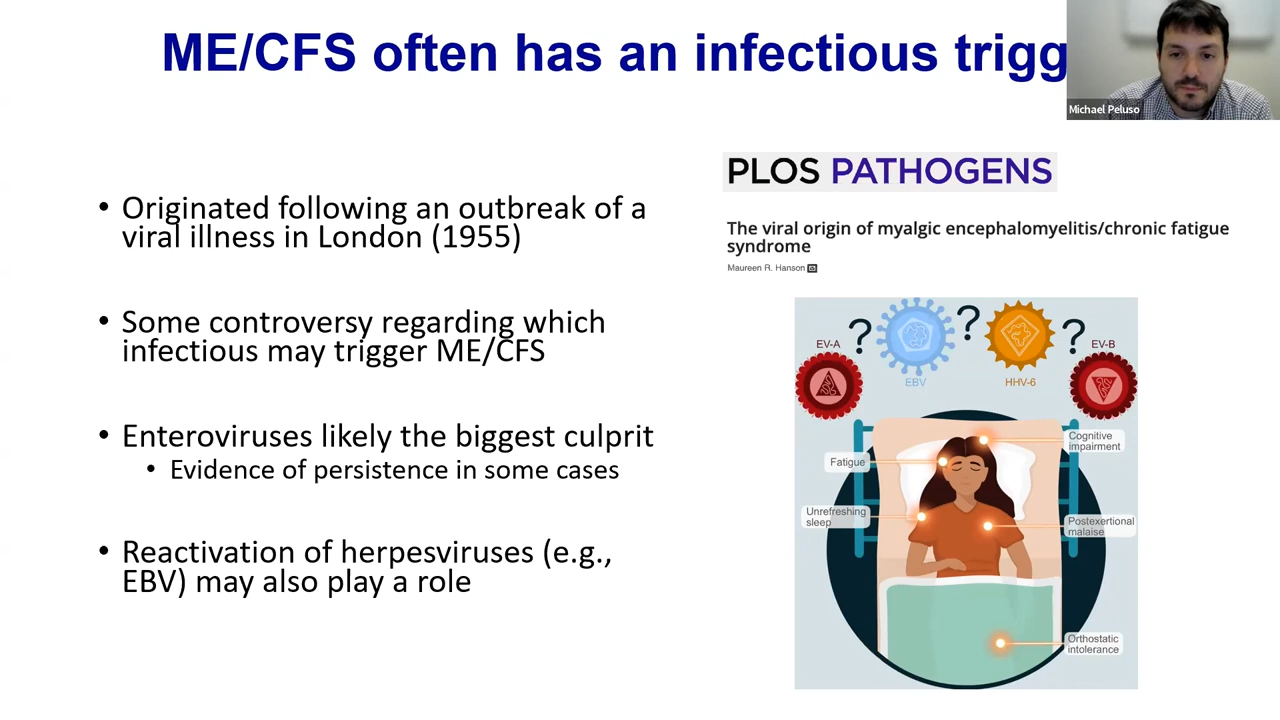 ME/CFS often has an infectious trigg
Michael Peluso
• Originated following an outbreak of a
viral illness in London (1955)
• Some controversy regarding which
infectious may trigger ME/CFS
• Enteroviruses likely the biggest culprit
• Evidence of persistence in some cases
• Reactivation of herpesviruses (e.g.,
EBV) may also play a role
PLOS PATHOGENS
The viral origin of myalgic encephalomyelitis/chronic fatigue
syndrome
Maureen R. Hanson
? ? ?
EV-A
EV-B
EBV
HHV-6
Cognitive
impairment
Fatigue
Unrefreshing
sleep
Postexertional
malaise
Orthostatic
intolerance